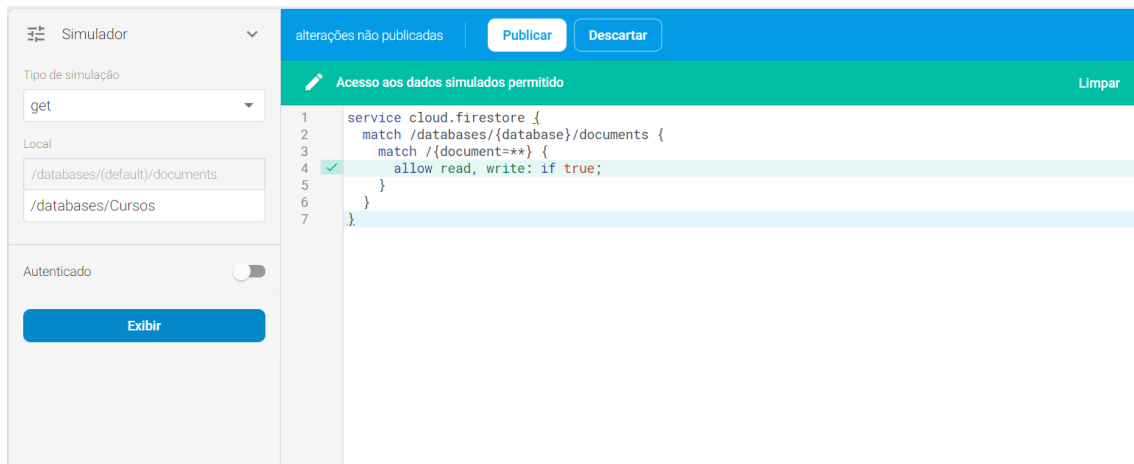 Simulador
Tipo de simulação
get
Local
/databases/(default)/documents
/databases/Cursos
Autenticado
Exibir
alterações não publicadas
Publicar
Descartar
Acesso aos dados simulados permitido
Limpar
1 service cloud.firestore {
2 match /databases/{database}/documents {
3 match /{document=**} {
4 allow read, write: if true;
5 }
6 }
7 }